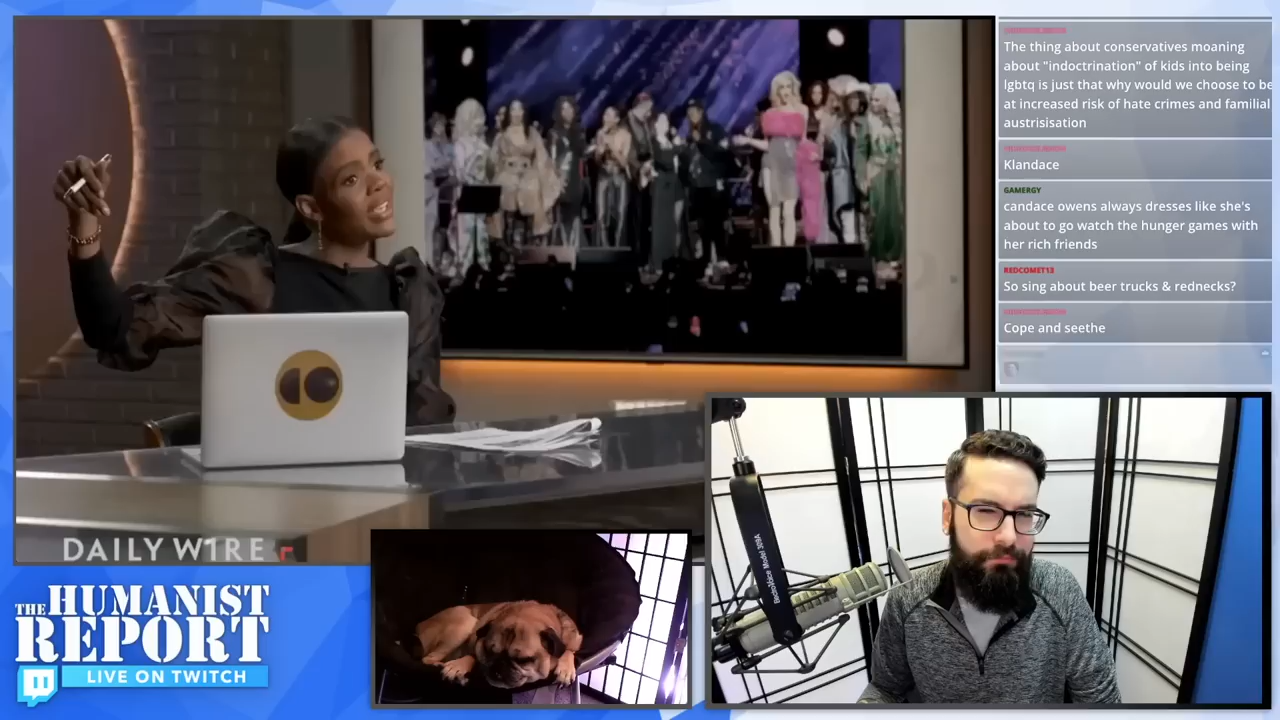 The thing about conservatives moaning
about "indoctrination" of kids into being
lgbtq is just that why would we choose to be
at increased risk of hate crimes and familial
austrisisation
Klandace
GAMERGY
candace owens always dresses like she's
about to go watch the hunger games with
her rich friends
REDCOMET13
So sing about beer trucks & rednecks?
Cope and seethe
DAILY WIRE
THE HUMANIST
REPORT
LIVE ON TWITCH